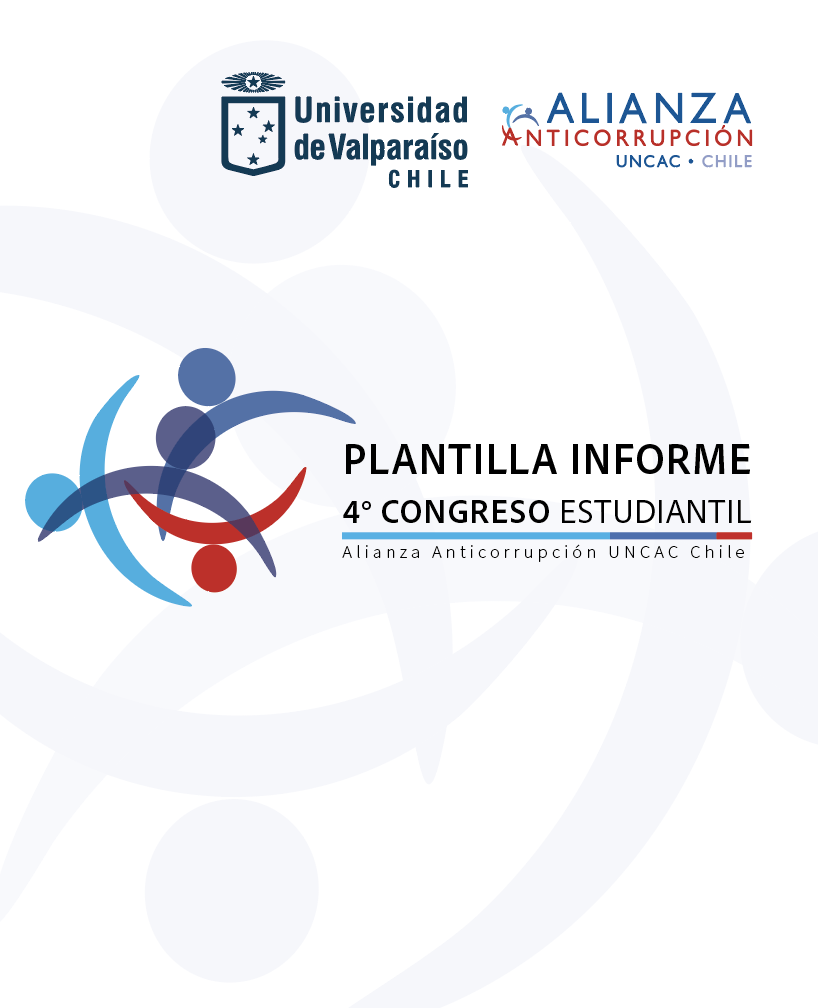 Universidad
de Valparaíso
CHILE
ALIANZA
ANTICORRUPCIÓN
UNCAC • CHILE
PLANTILLA INFORME
4° CONGRESO ESTUDIANTIL
Alianza Anticorrupción UNCAC Chile